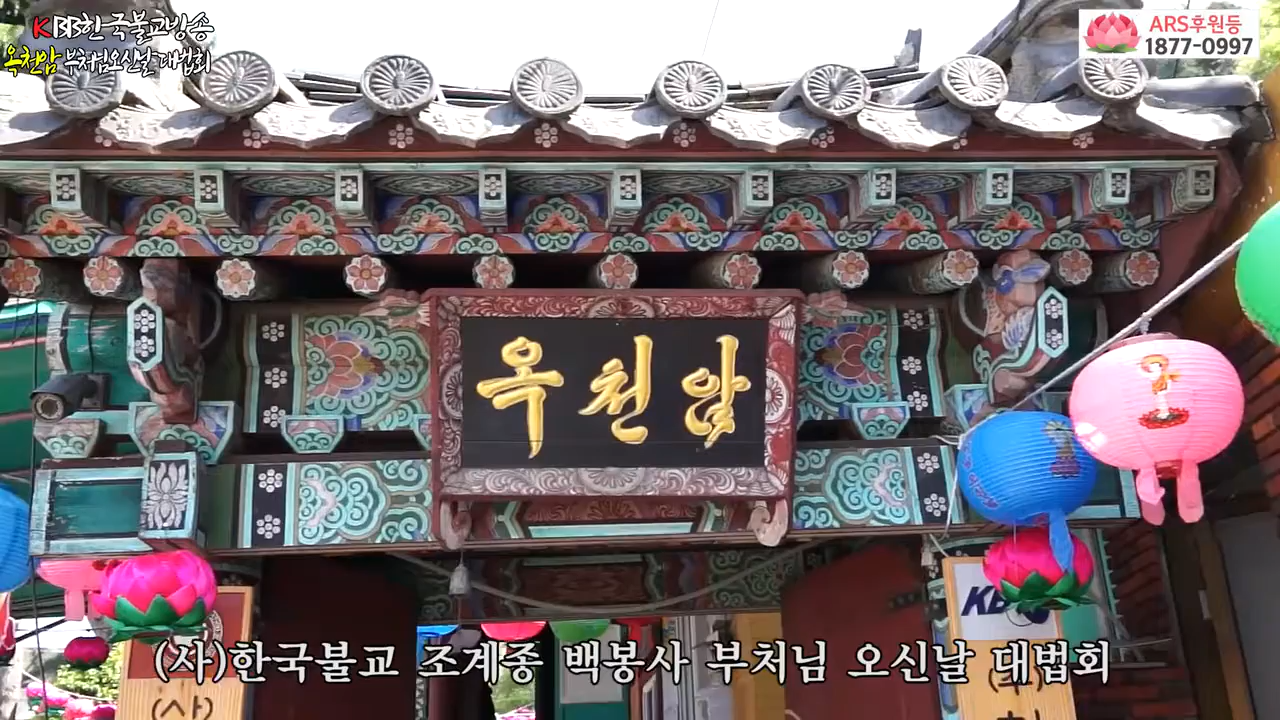 KBB한국불교방송
옥천암 부처님오신날 대법회
ARS후원등
1877-0997
옥천암
(사)한국불교 조계종 백봉사 부처님 오신날 대법회
(사)